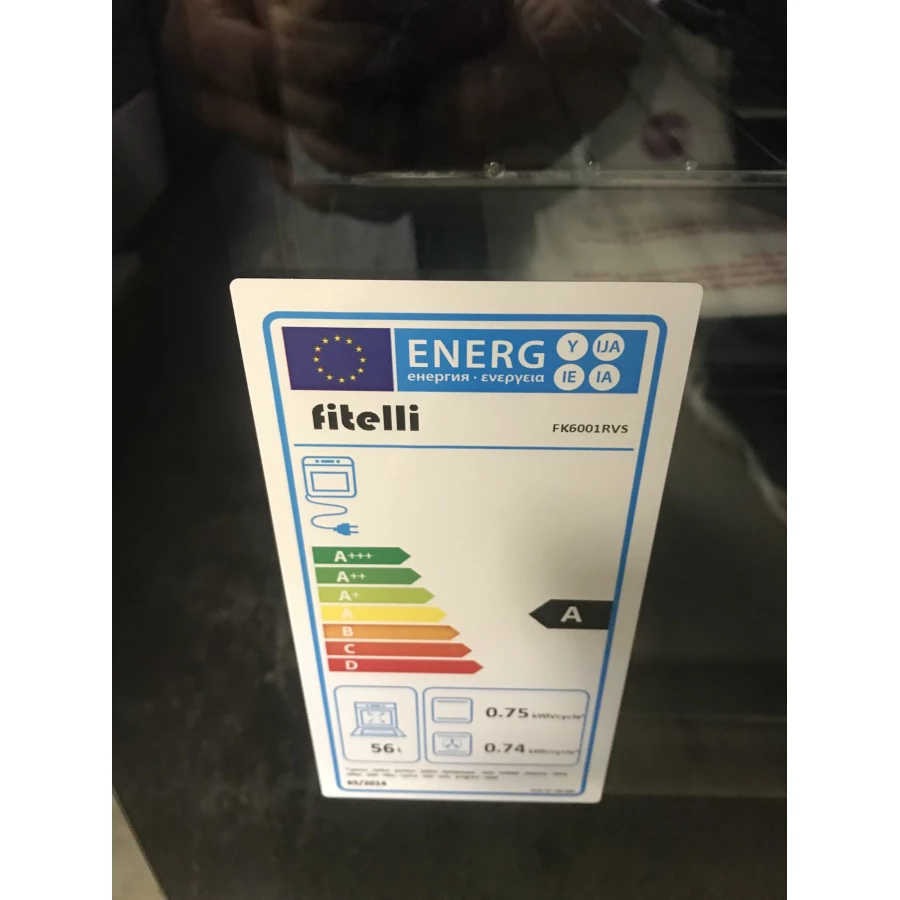 ENERG Y IJA
енергия · ενεργεια IE IA
fitelli
FK6001RVS
A+++
A++
A+
A
B
C
D
A
56 L
0.75 kWh/cycle*
0.74 kWh/cycle*
65/2014